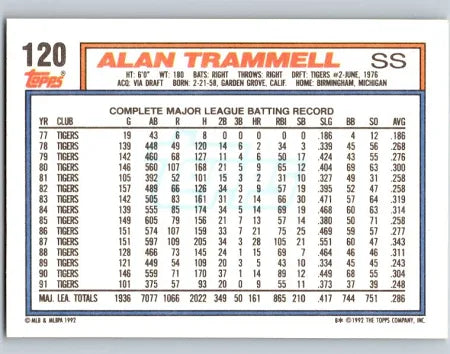 120
Topps®
ALAN TRAMMELL SS
HT: 6'0" WT: 180 BATS: RIGHT THROWS: RIGHT DRFT: TIGERS #2-JUNE, 1976
ACQ: VIA DRAFT BORN: 2-21-58, GARDEN GROVE, CALIF. HOME: BIRMINGHAM, MICHIGAN
COMPLETE MAJOR LEAGUE BATTING RECORD
YR CLUB G AB R H 2B 3B HR RBI SB SLG BB SO AVG
77 TIGERS 19 43 6 8 0 0 0 0 0 .186 4 12 .186
78 TIGERS 139 448 49 120 14 6 2 34 3 .339 45 56 .268
79 TIGERS 142 460 68 127 11 4 6 50 17 .424 43 55 .276
80 TIGERS 146 560 107 168 21 5 9 65 12 .404 69 63 .300
81 TIGERS 105 392 52 101 15 3 2 31 10 .327 49 31 .258
82 TIGERS 157 489 66 126 34 3 9 57 19 .395 52 47 .258
83 TIGERS 142 505 83 161 31 2 14 66 30 .471 57 64 .319
84 TIGERS 139 555 85 174 34 5 14 69 19 .468 60 63 .314
85 TIGERS 149 605 79 156 21 7 13 57 14 .380 50 71 .258
86 TIGERS 151 574 107 159 33 7 21 75 25 .469 59 57 .277
87 TIGERS 151 597 109 205 34 3 28 105 21 .551 60 47 .343
88 TIGERS 128 466 73 145 24 1 15 69 7 .464 46 46 .311
89 TIGERS 121 449 54 109 20 3 5 43 10 .334 45 45 .243
90 TIGERS 146 559 71 170 37 1 14 89 12 .449 68 55 .304
91 TIGERS 101 375 57 93 20 0 9 55 11 .373 37 39 .248
MAJ. LEA. TOTALS 1936 7077 1066 2022 349 50 161 865 210 .417 744 751 .286
© MLB & MLBPA 1992
B* © 1992 THE TOPPS COMPANY, INC.